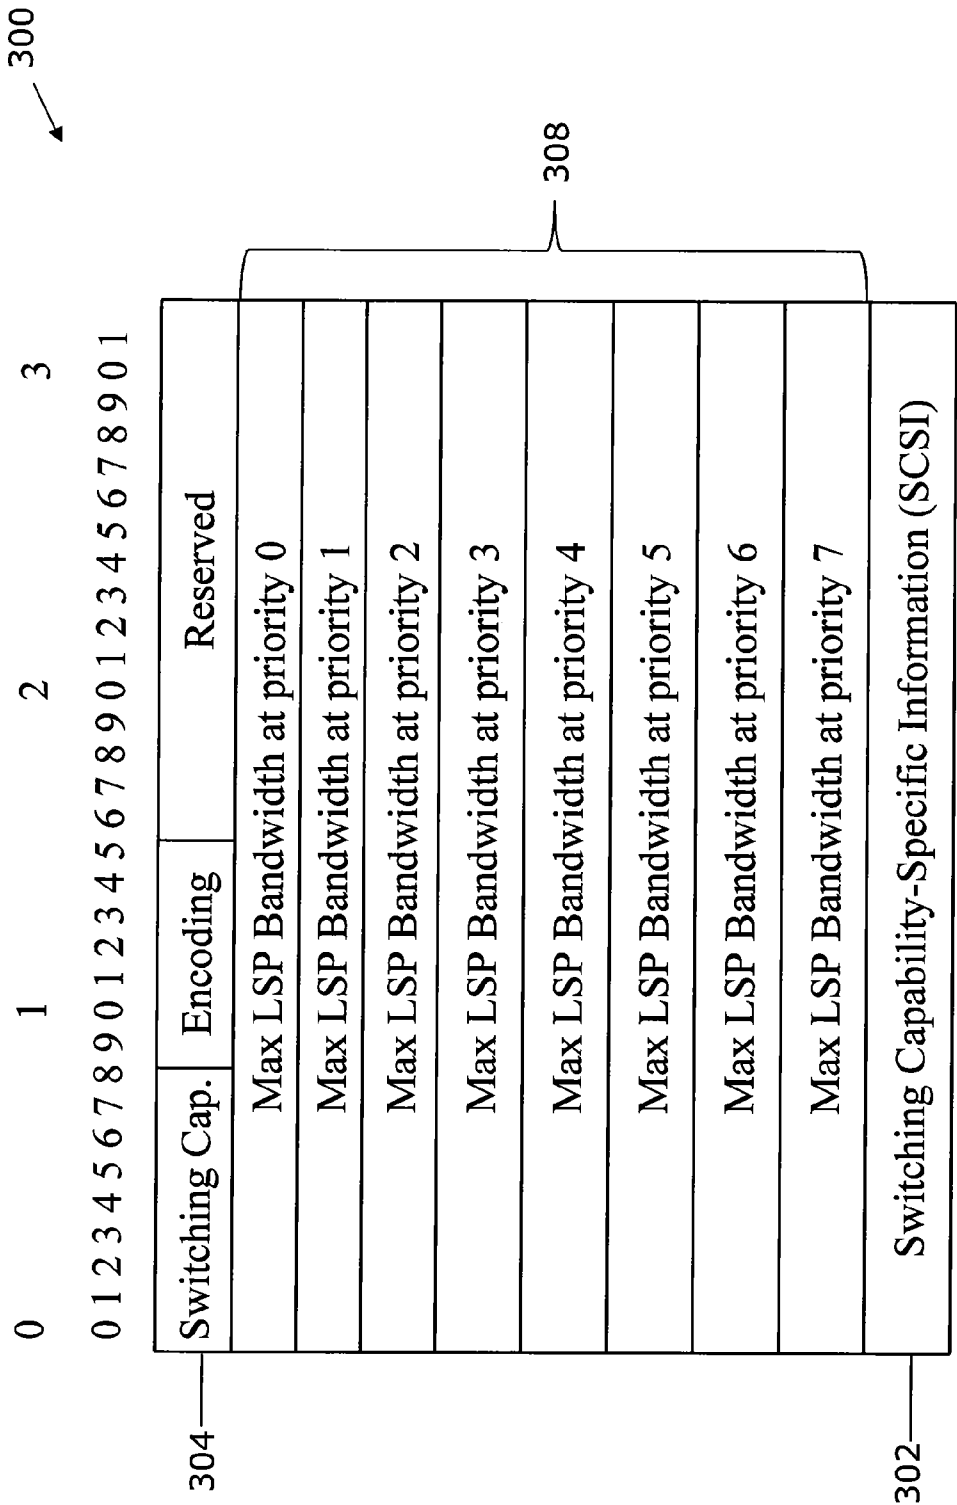 300
0 1 2 3
0 1 2 3 4 5 6 7 8 9 0 1 2 3 4 5 6 7 8 9 0 1 2 3 4 5 6 7 8 9 0 1
304 Switching Cap. Encoding Reserved
Max LSP Bandwidth at priority 0
Max LSP Bandwidth at priority 1
Max LSP Bandwidth at priority 2
Max LSP Bandwidth at priority 3
Max LSP Bandwidth at priority 4
308
Max LSP Bandwidth at priority 5
Max LSP Bandwidth at priority 6
Max LSP Bandwidth at priority 7
302 Switching Capability-Specific Information (SCSI)